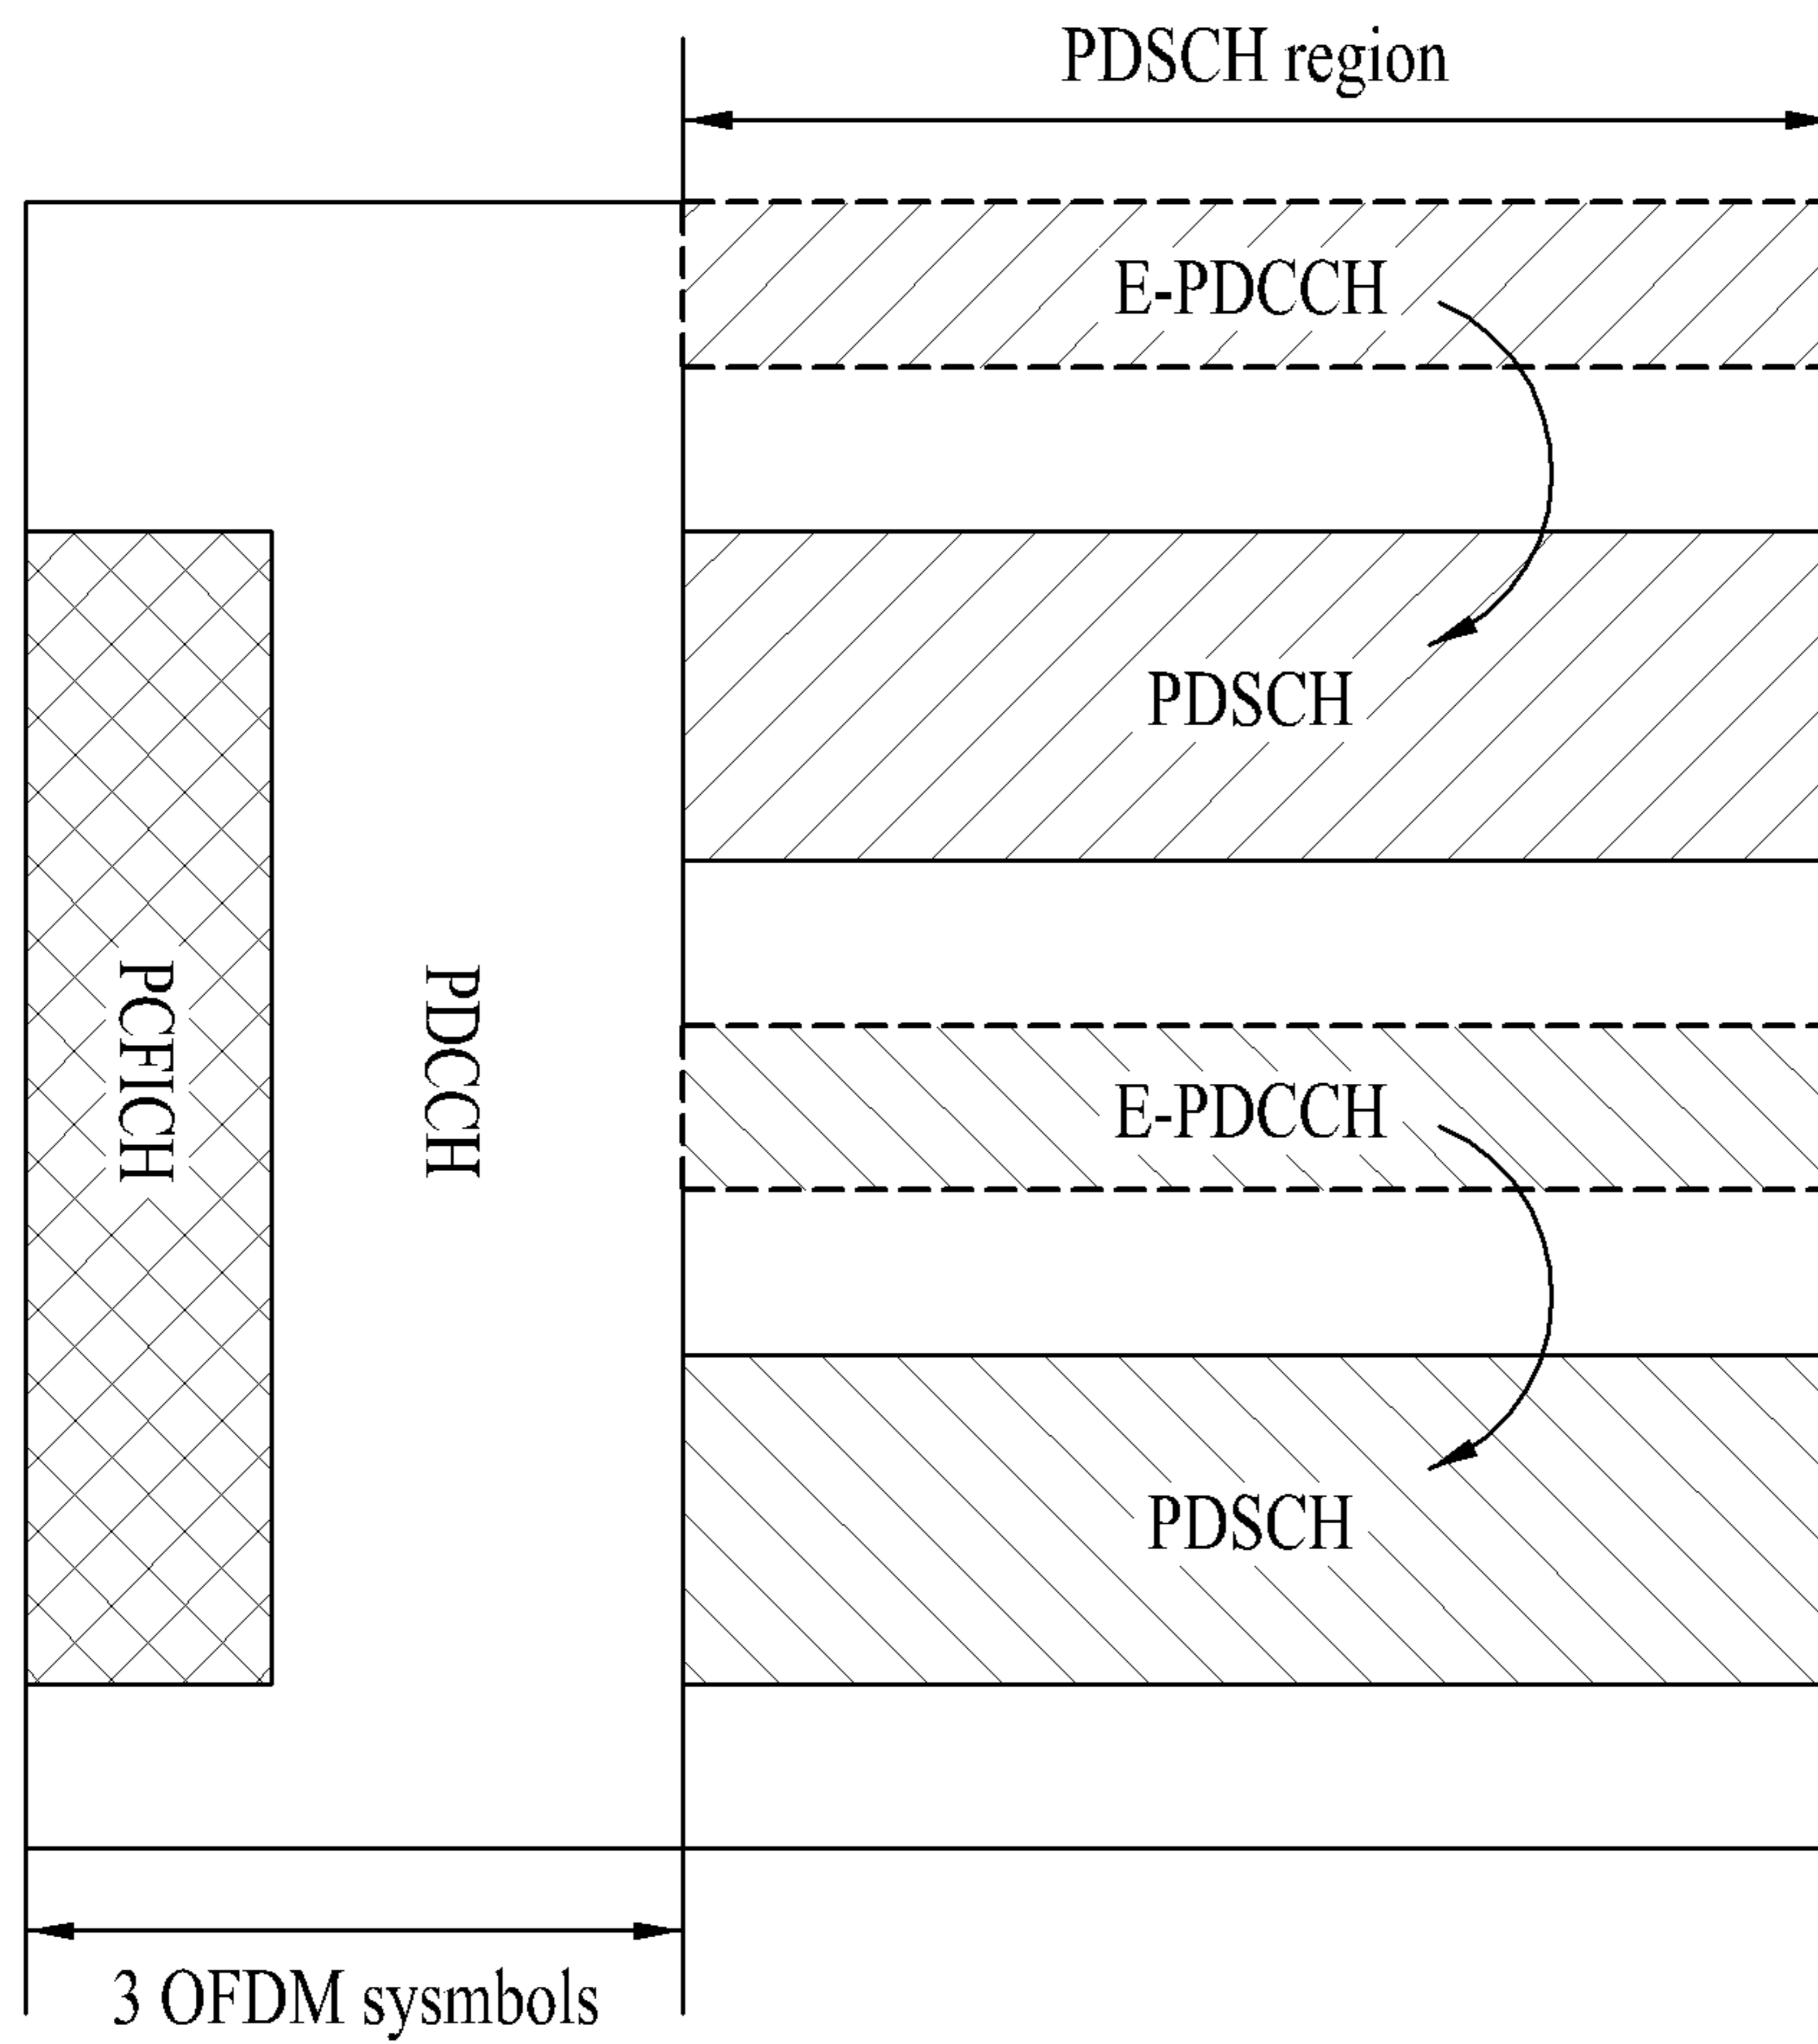 PDSCH region
E-PDCCH
PDSCH
PCFICH
PDCCH
E-PDCCH
PDSCH
3 OFDM sysmbols